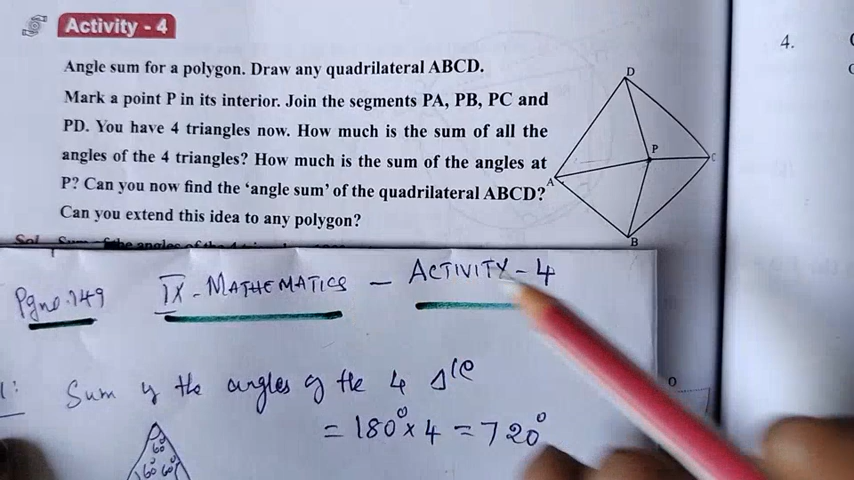 Activity - 4
4.
Angle sum for a polygon. Draw any quadrilateral ABCD.
Mark a point P in its interior. Join the segments PA, PB, PC and
PD. You have 4 triangles now. How much is the sum of all the
angles of the 4 triangles? How much is the sum of the angles at
P? Can you now find the 'angle sum' of the quadrilateral ABCD?
Can you extend this idea to any polygon?
D
P
C
A
B
Pg no. 149
IX - MATHEMATICS - ACTIVITY - 4
O
Sum of the angles of the 4 Δle
= 180° × 4 = 720°
60°
60° 60°